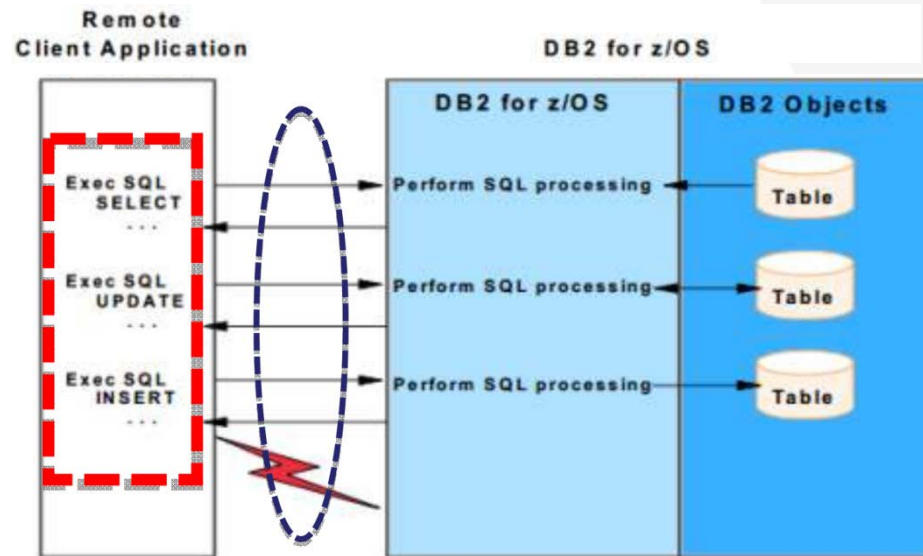 Remote
Client Application
DB2 for z/OS
DB2 for z/OS
DB2 Objects
Exec SQL
SELECT
...
Perform SQL processing
Table
Exec SQL
UPDATE
...
Perform SQL processing
Table
Exec SQL
INSERT
...
Perform SQL processing
Table